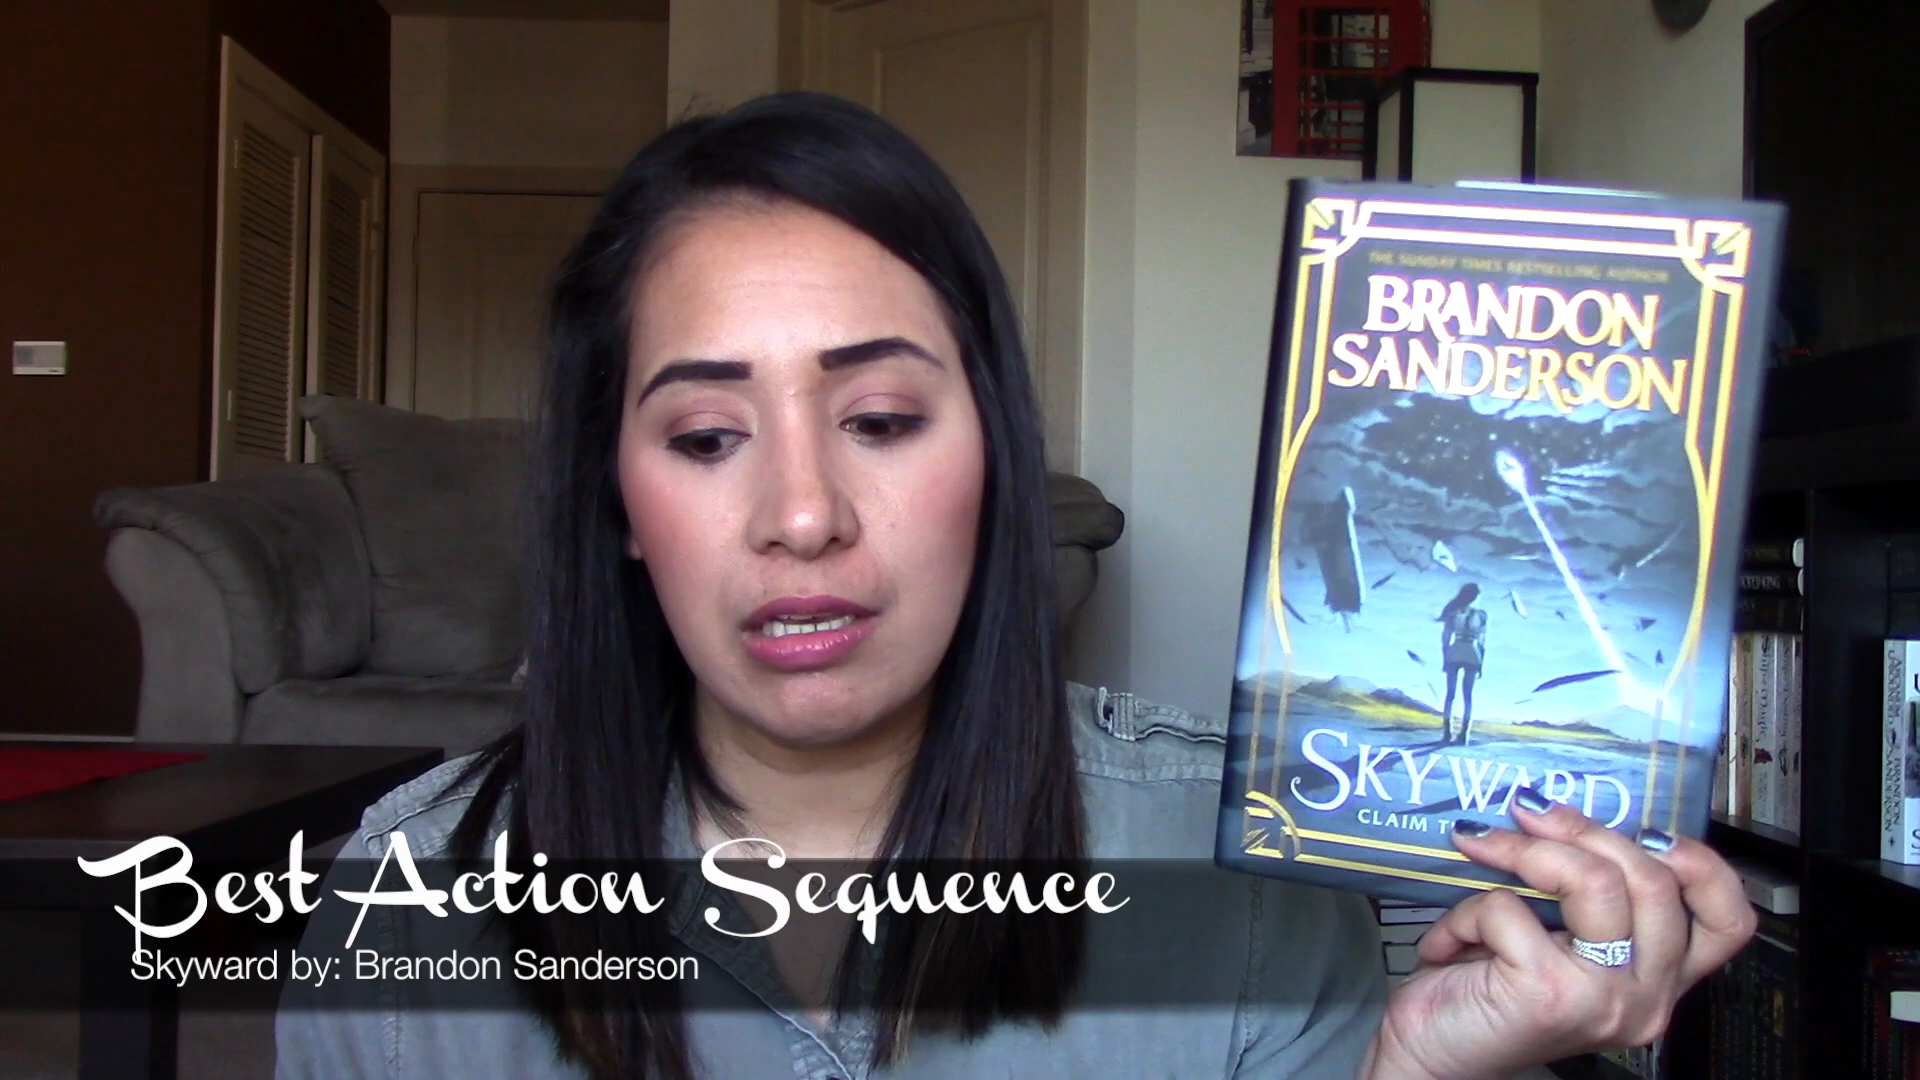 THE SUNDAY TIMES BESTSELLING AUTHOR
BRANDON
SANDERSON
SKYWARD
CLAIM
Best Action Sequence
Skyward by: Brandon Sanderson